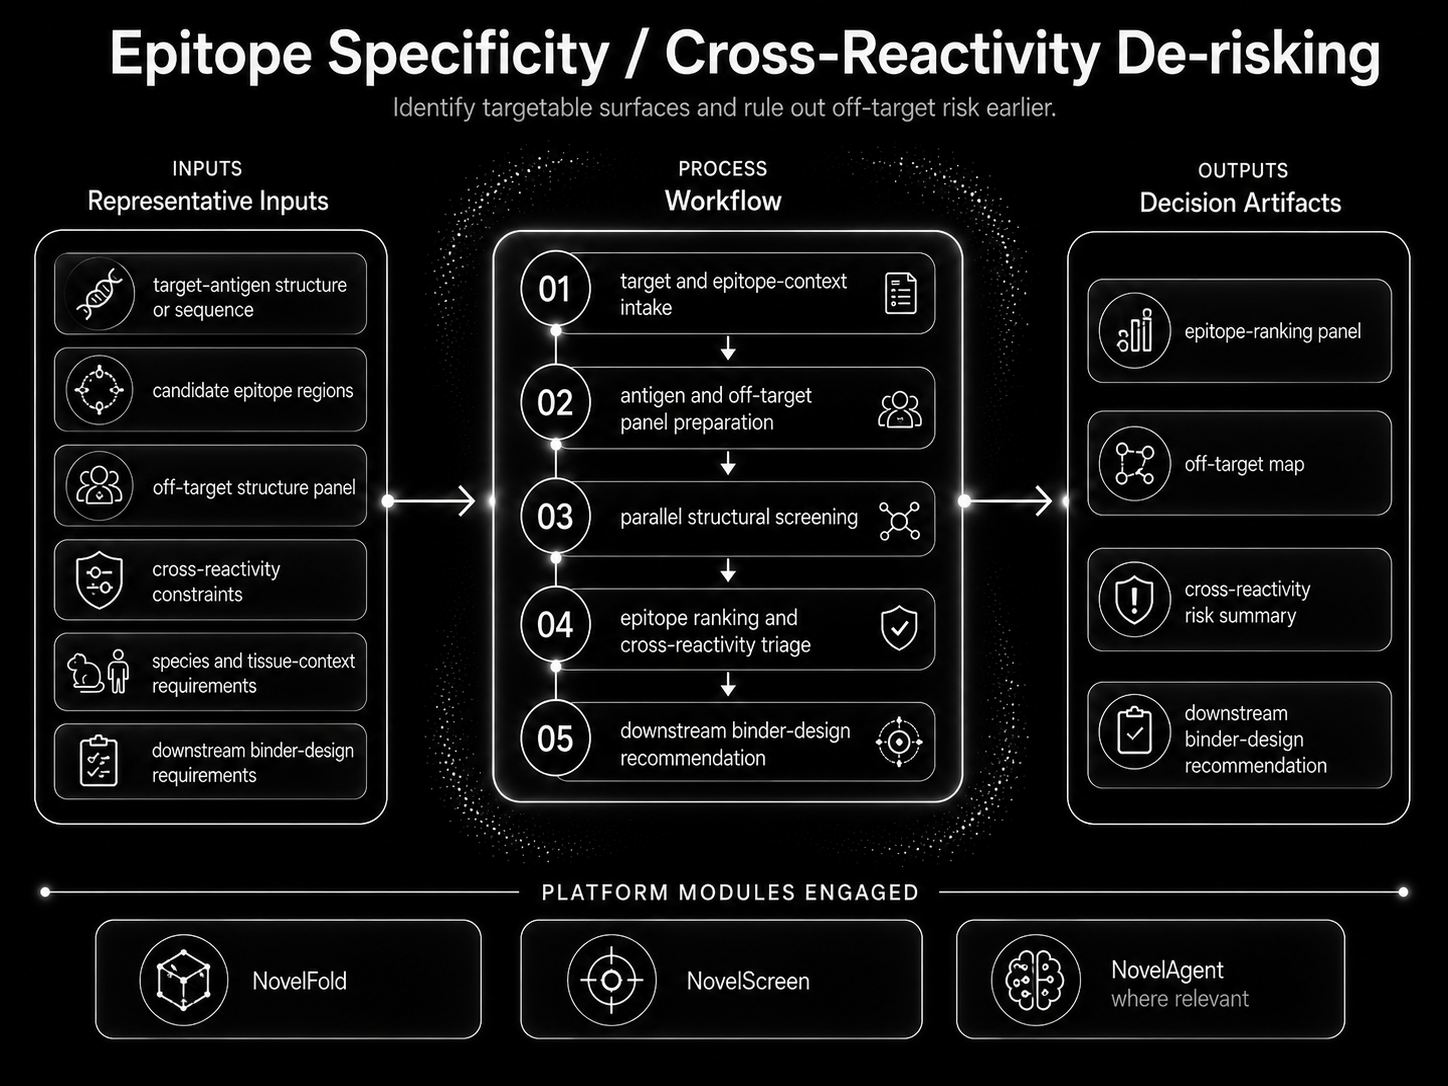 Epitope Specificity / Cross-Reactivity De-risking
Identify targetable surfaces and rule out off-target risk earlier.
INPUTS
Representative Inputs
target-antigen structure
or sequence
candidate epitope regions
off-target structure panel
cross-reactivity
constraints
species and tissue-context
requirements
downstream binder-design
requirements
PROCESS
Workflow
01
target and epitope-context
intake
02
antigen and off-target
panel preparation
03
parallel structural screening
04
epitope ranking and
cross-reactivity triage
05
downstream binder-design
recommendation
OUTPUTS
Decision Artifacts
epitope-ranking panel
off-target map
cross-reactivity
risk summary
downstream
binder-design
recommendation
PLATFORM MODULES ENGAGED
NovelFold
NovelScreen
NovelAgent
where relevant